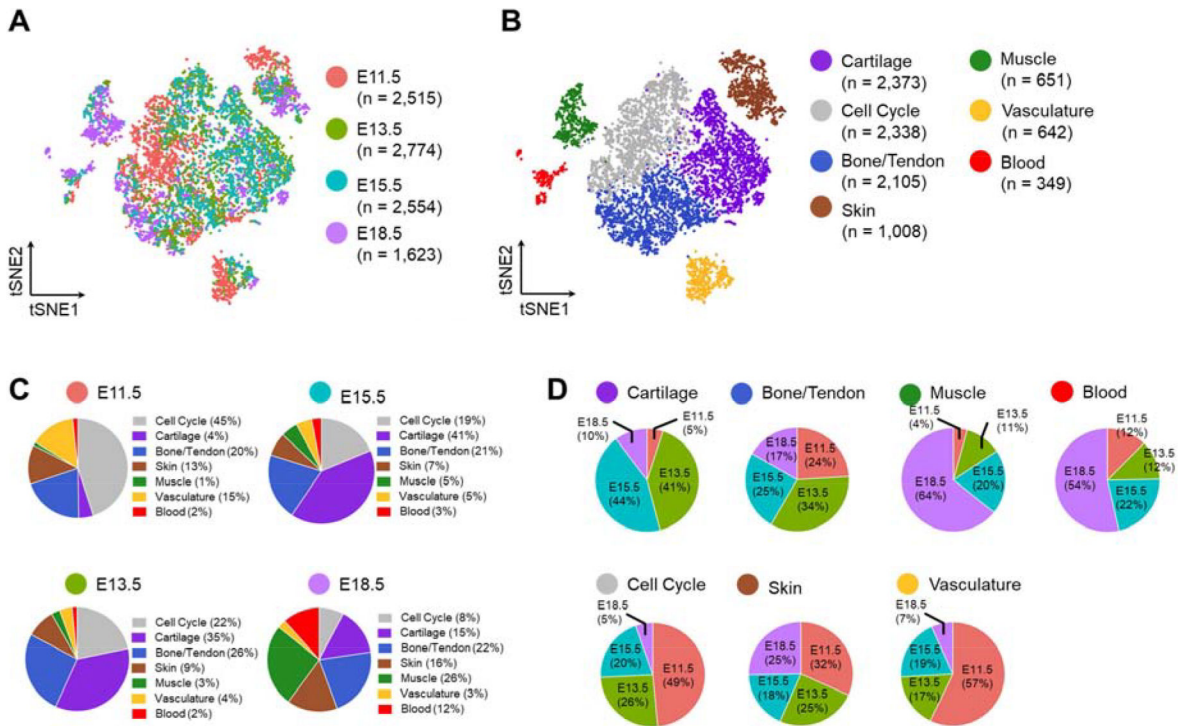 A
tSNE2
tSNE1
E11.5
(n = 2,515)
E13.5
(n = 2,774)
E15.5
(n = 2,554)
E18.5
(n = 1,623)
B
tSNE2
tSNE1
Cartilage
(n = 2,373)
Cell Cycle
(n = 2,338)
Bone/Tendon
(n = 2,105)
Skin
(n = 1,008)
Muscle
(n = 651)
Vasculature
(n = 642)
Blood
(n = 349)
C
E11.5
Cell Cycle (45%)
Cartilage (4%)
Bone/Tendon (20%)
Skin (13%)
Muscle (1%)
Vasculature (15%)
Blood (2%)
E15.5
Cell Cycle (19%)
Cartilage (41%)
Bone/Tendon (21%)
Skin (7%)
Muscle (5%)
Vasculature (5%)
Blood (3%)
E13.5
Cell Cycle (22%)
Cartilage (35%)
Bone/Tendon (26%)
Skin (9%)
Muscle (3%)
Vasculature (4%)
Blood (2%)
E18.5
Cell Cycle (8%)
Cartilage (15%)
Bone/Tendon (22%)
Skin (16%)
Muscle (26%)
Vasculature (3%)
Blood (12%)
D
Cartilage
E18.5
(10%)
E11.5
(5%)
E15.5
(44%)
E13.5
(41%)
Bone/Tendon
E18.5
(17%)
E11.5
(24%)
E15.5
(25%)
E13.5
(34%)
Muscle
E11.5
(4%)
E13.5
(11%)
E15.5
(20%)
E18.5
(64%)
Blood
E11.5
(12%)
E13.5
(12%)
E18.5
(54%)
E15.5
(22%)
Cell Cycle
E18.5
(5%)
E15.5
(20%)
E11.5
(49%)
E13.5
(26%)
Skin
E18.5
(25%)
E11.5
(32%)
E15.5
(18%)
E13.5
(25%)
Vasculature
E18.5
(7%)
E15.5
(19%)
E11.5
(57%)
E13.5
(17%)